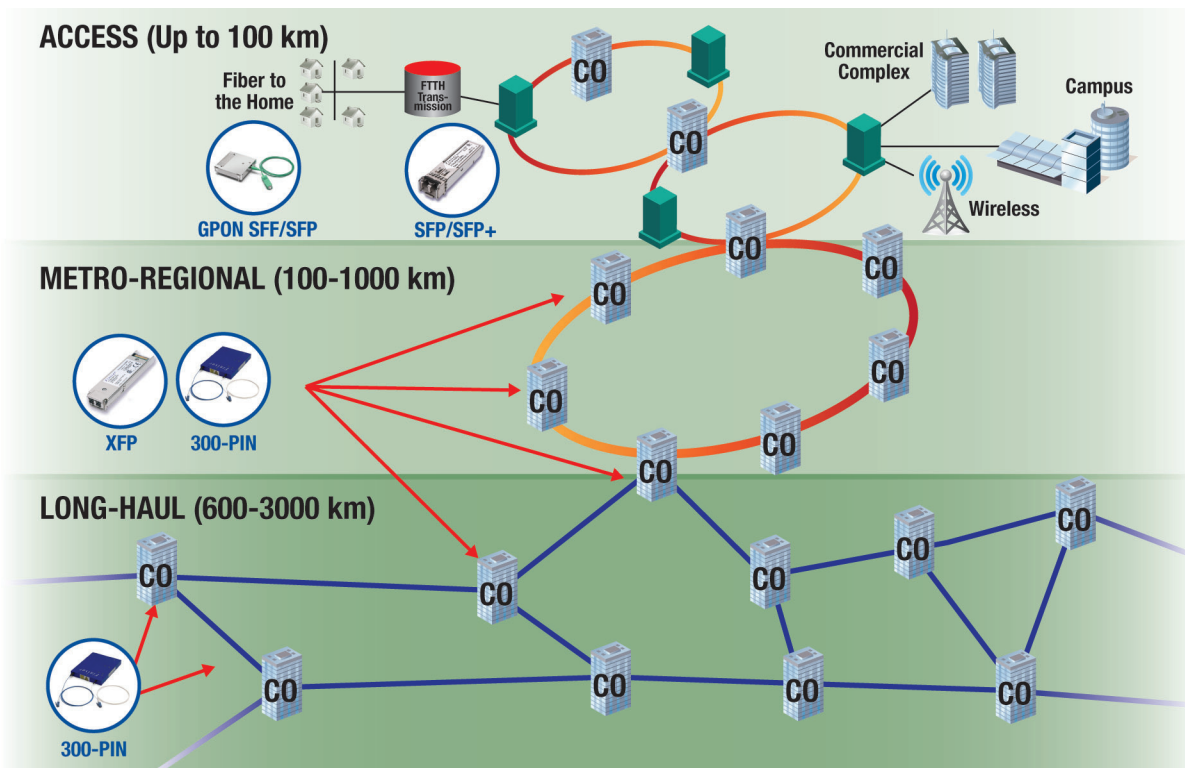 ACCESS (Up to 100 km)
Fiber to
the Home
FTTH
Trans-
mission
GPON SFF/SFP
SFP/SFP+
CO
CO
Commercial
Complex
Campus
Wireless
METRO-REGIONAL (100-1000 km)
XFP
300-PIN
CO
CO
CO
CO
CO
CO
CO
LONG-HAUL (600-3000 km)
CO
CO
CO
CO
CO
CO
CO
CO
CO
300-PIN